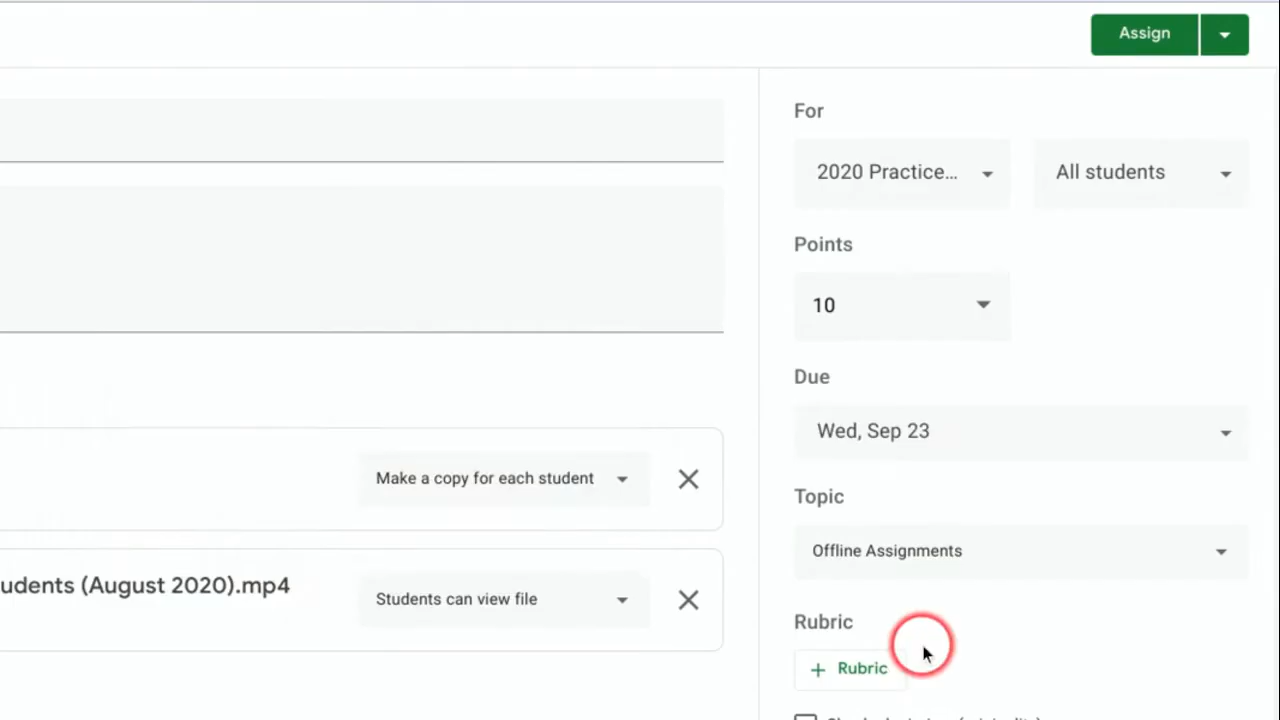 Assign
For
2020 Practice...
All students
Points
10
Due
Wed, Sep 23
Topic
Offline Assignments
Make a copy for each student
udents (August 2020).mp4
Students can view file
Rubric
+ Rubric